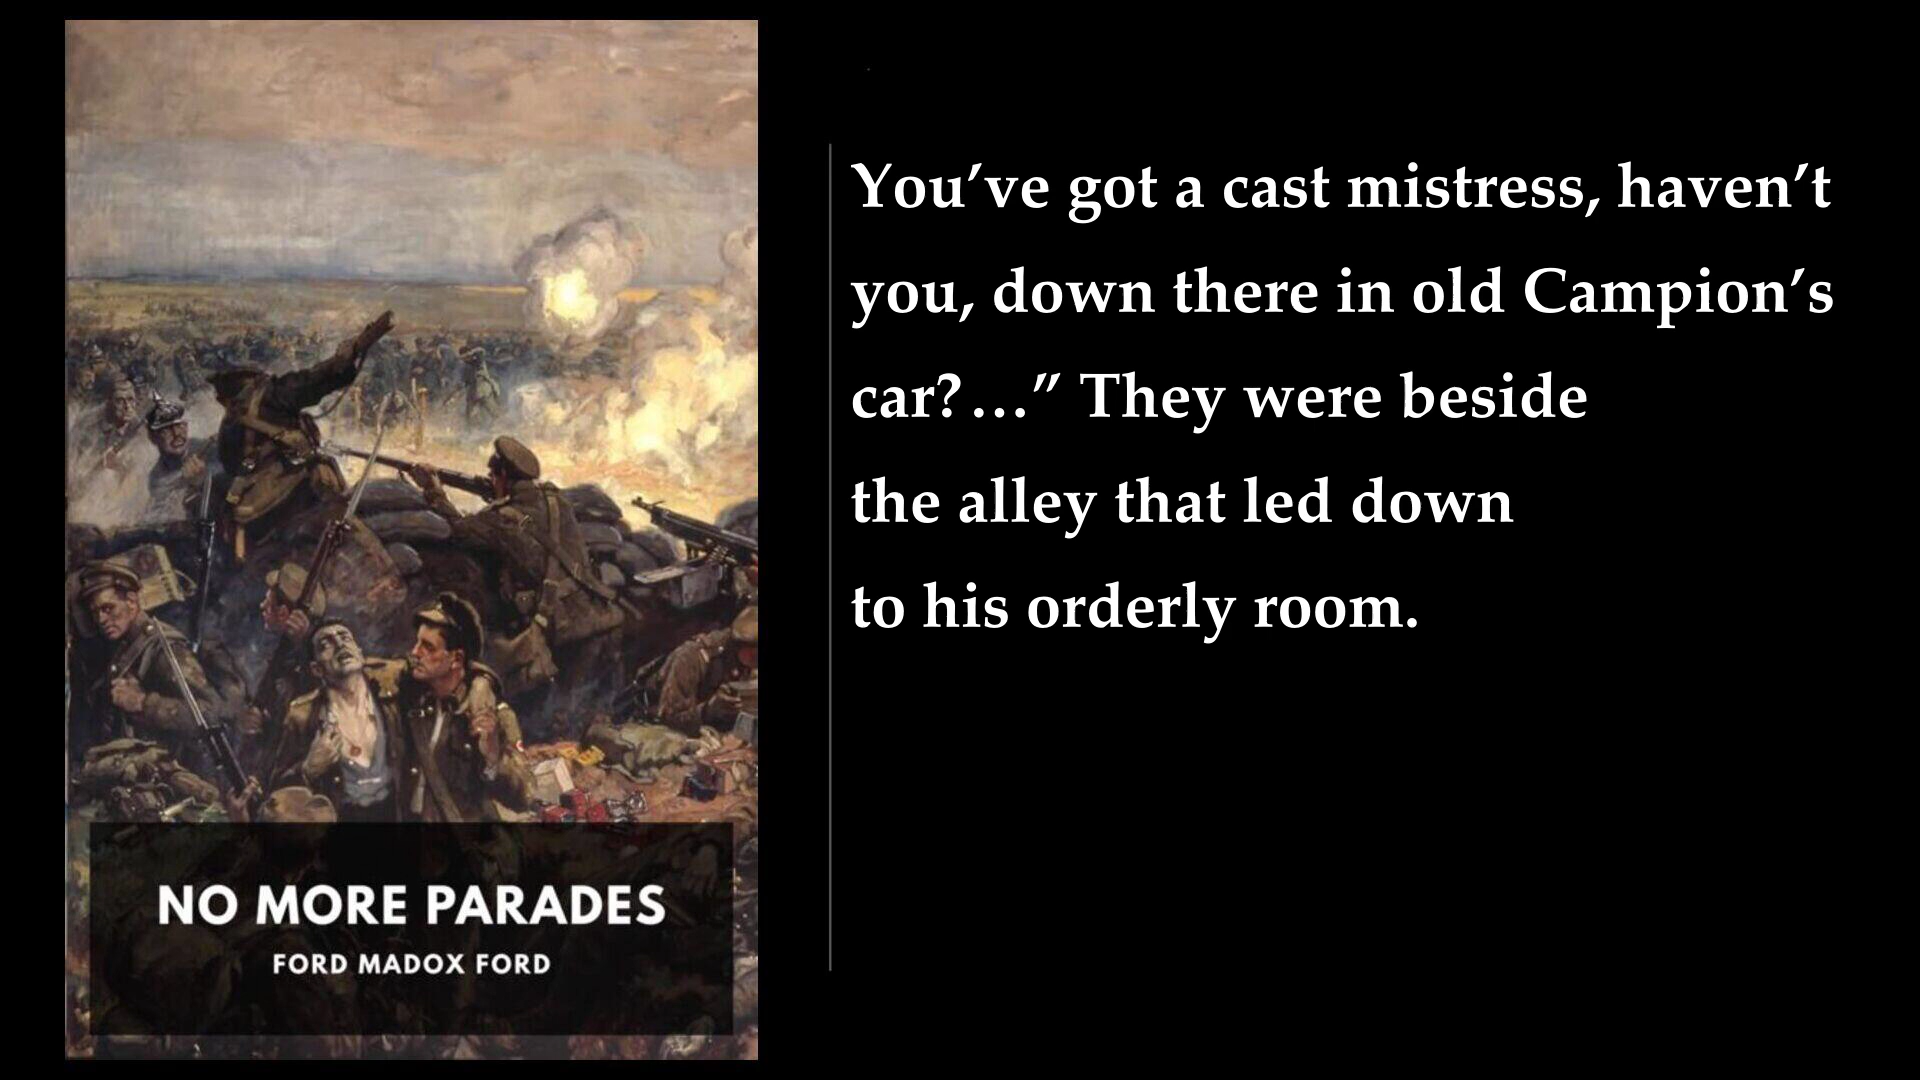 You’ve got a cast mistress, haven’t
you, down there in old Campion’s
car?…” They were beside
the alley that led down
to his orderly room.
NO MORE PARADES
FORD MADOX FORD